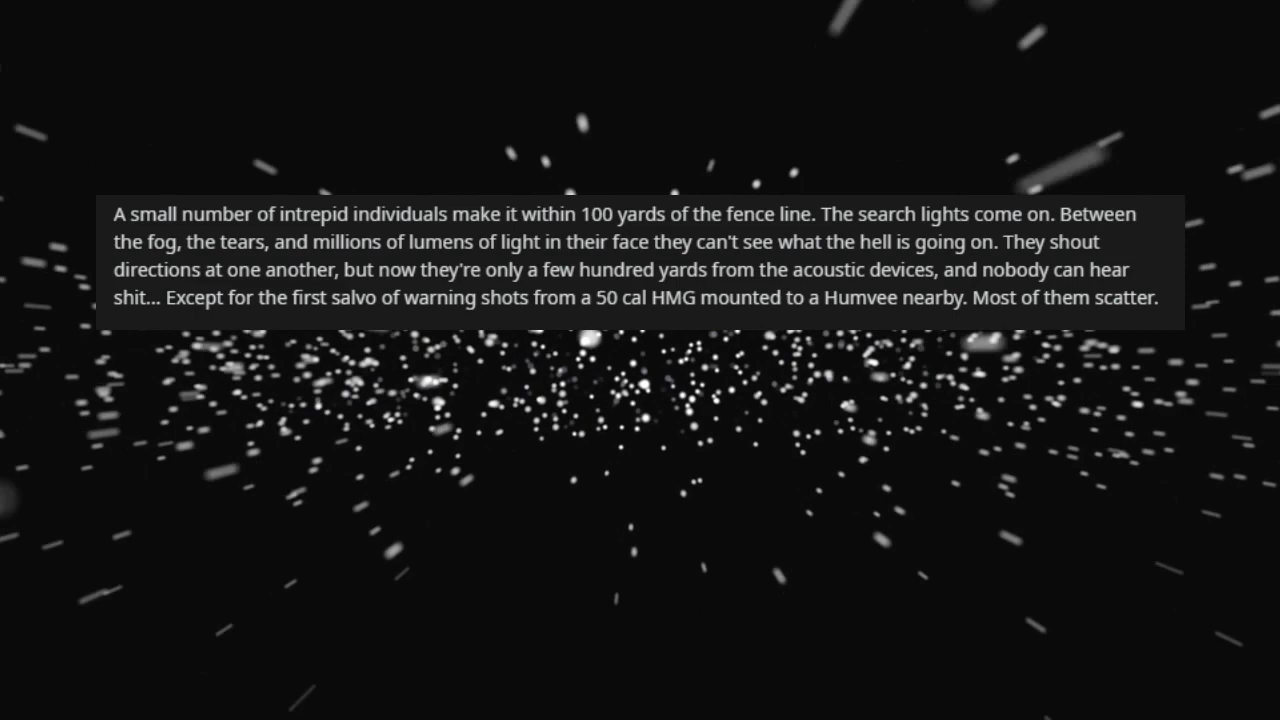 A small number of intrepid individuals make it within 100 yards of the fence line. The search lights come on. Between
the fog, the tears, and millions of lumens of light in their face they can't see what the hell is going on. They shout
directions at one another, but now they're only a few hundred yards from the acoustic devices, and nobody can hear
shit... Except for the first salvo of warning shots from a 50 cal HMG mounted to a Humvee nearby. Most of them scatter.